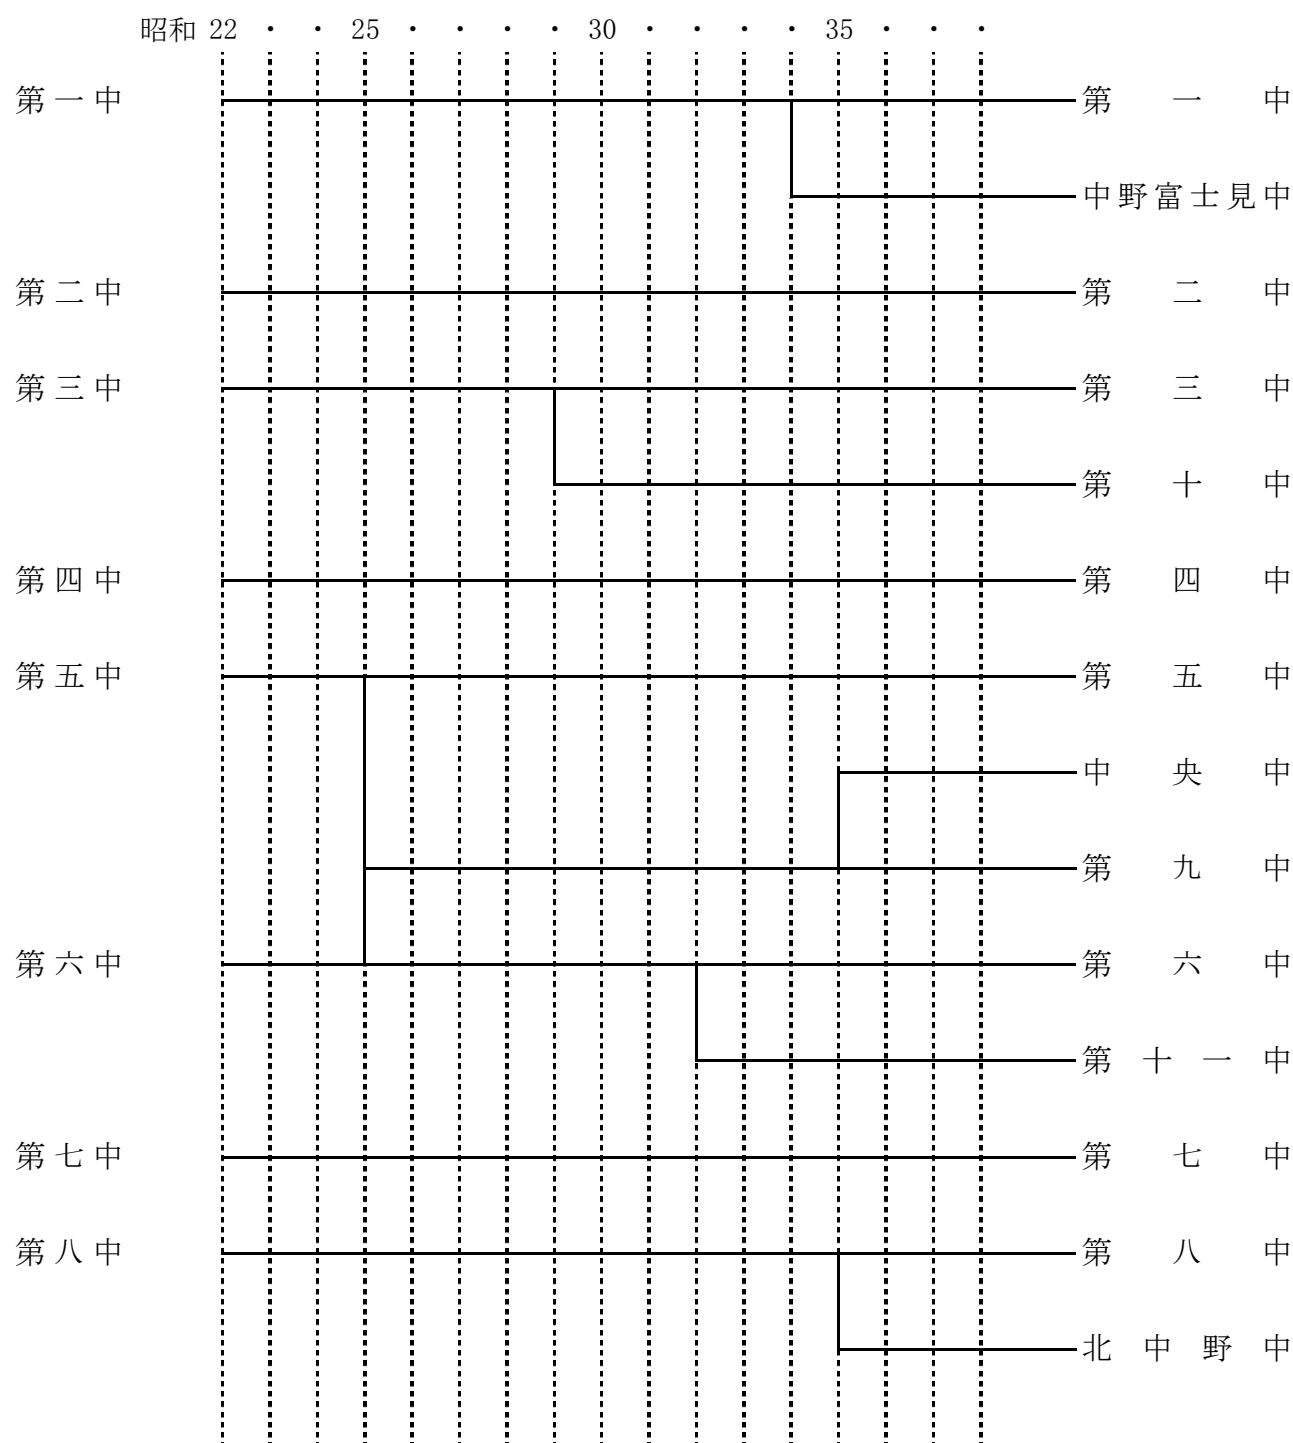 昭和 22 ・ ・ 25 ・ ・ ・ ・ 30 ・ ・ ・ ・ 35 ・ ・ ・
第一中 第一中
中野富士見中
第二中 第二中
第三中 第三中
第十中
第四中 第四中
第五中 第五中
中央中
第九中
第六中 第六中
第十一中
第七中 第七中
第八中 第八中
北中野中